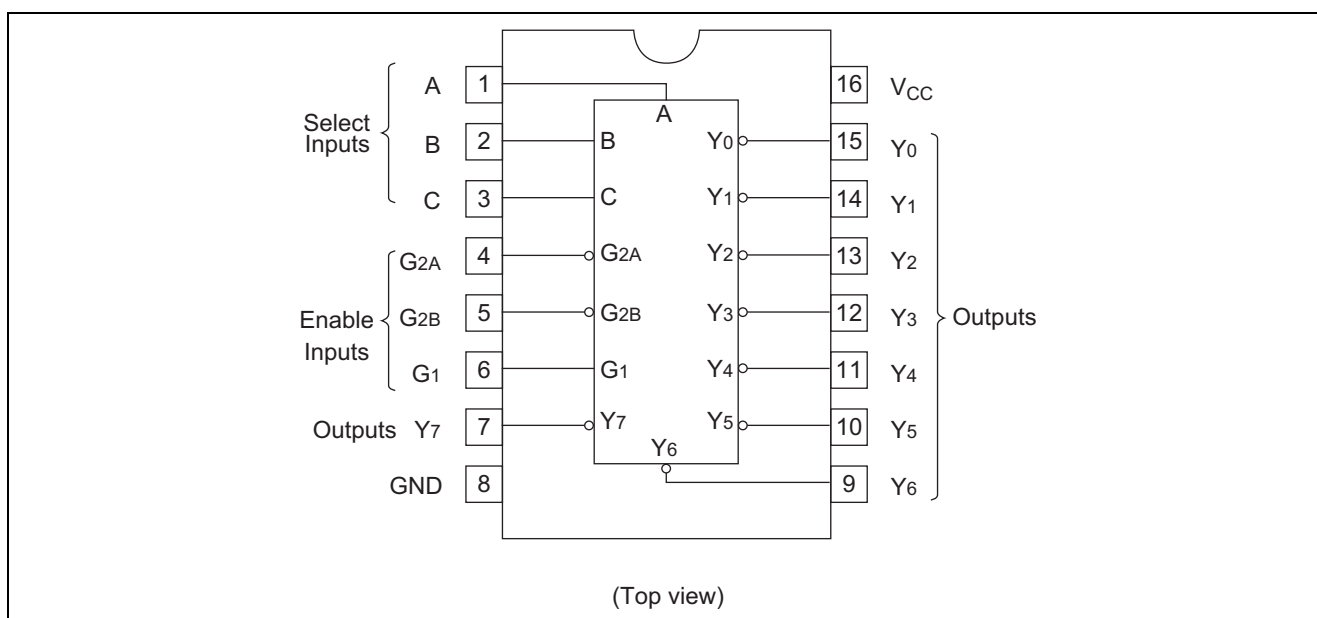 A 1 16 VCC
A
Select
Inputs
B 2 B Y0 15 Y0
C 3 C Y1 14 Y1
G2A 4 G2A Y2 13 Y2
Enable
Inputs
G2B 5 G2B Y3 12 Y3
Outputs
G1 6 G1 Y4 11 Y4
Outputs Y7 7 Y7 Y5 10 Y5
Y6
GND 8 9 Y6
(Top view)